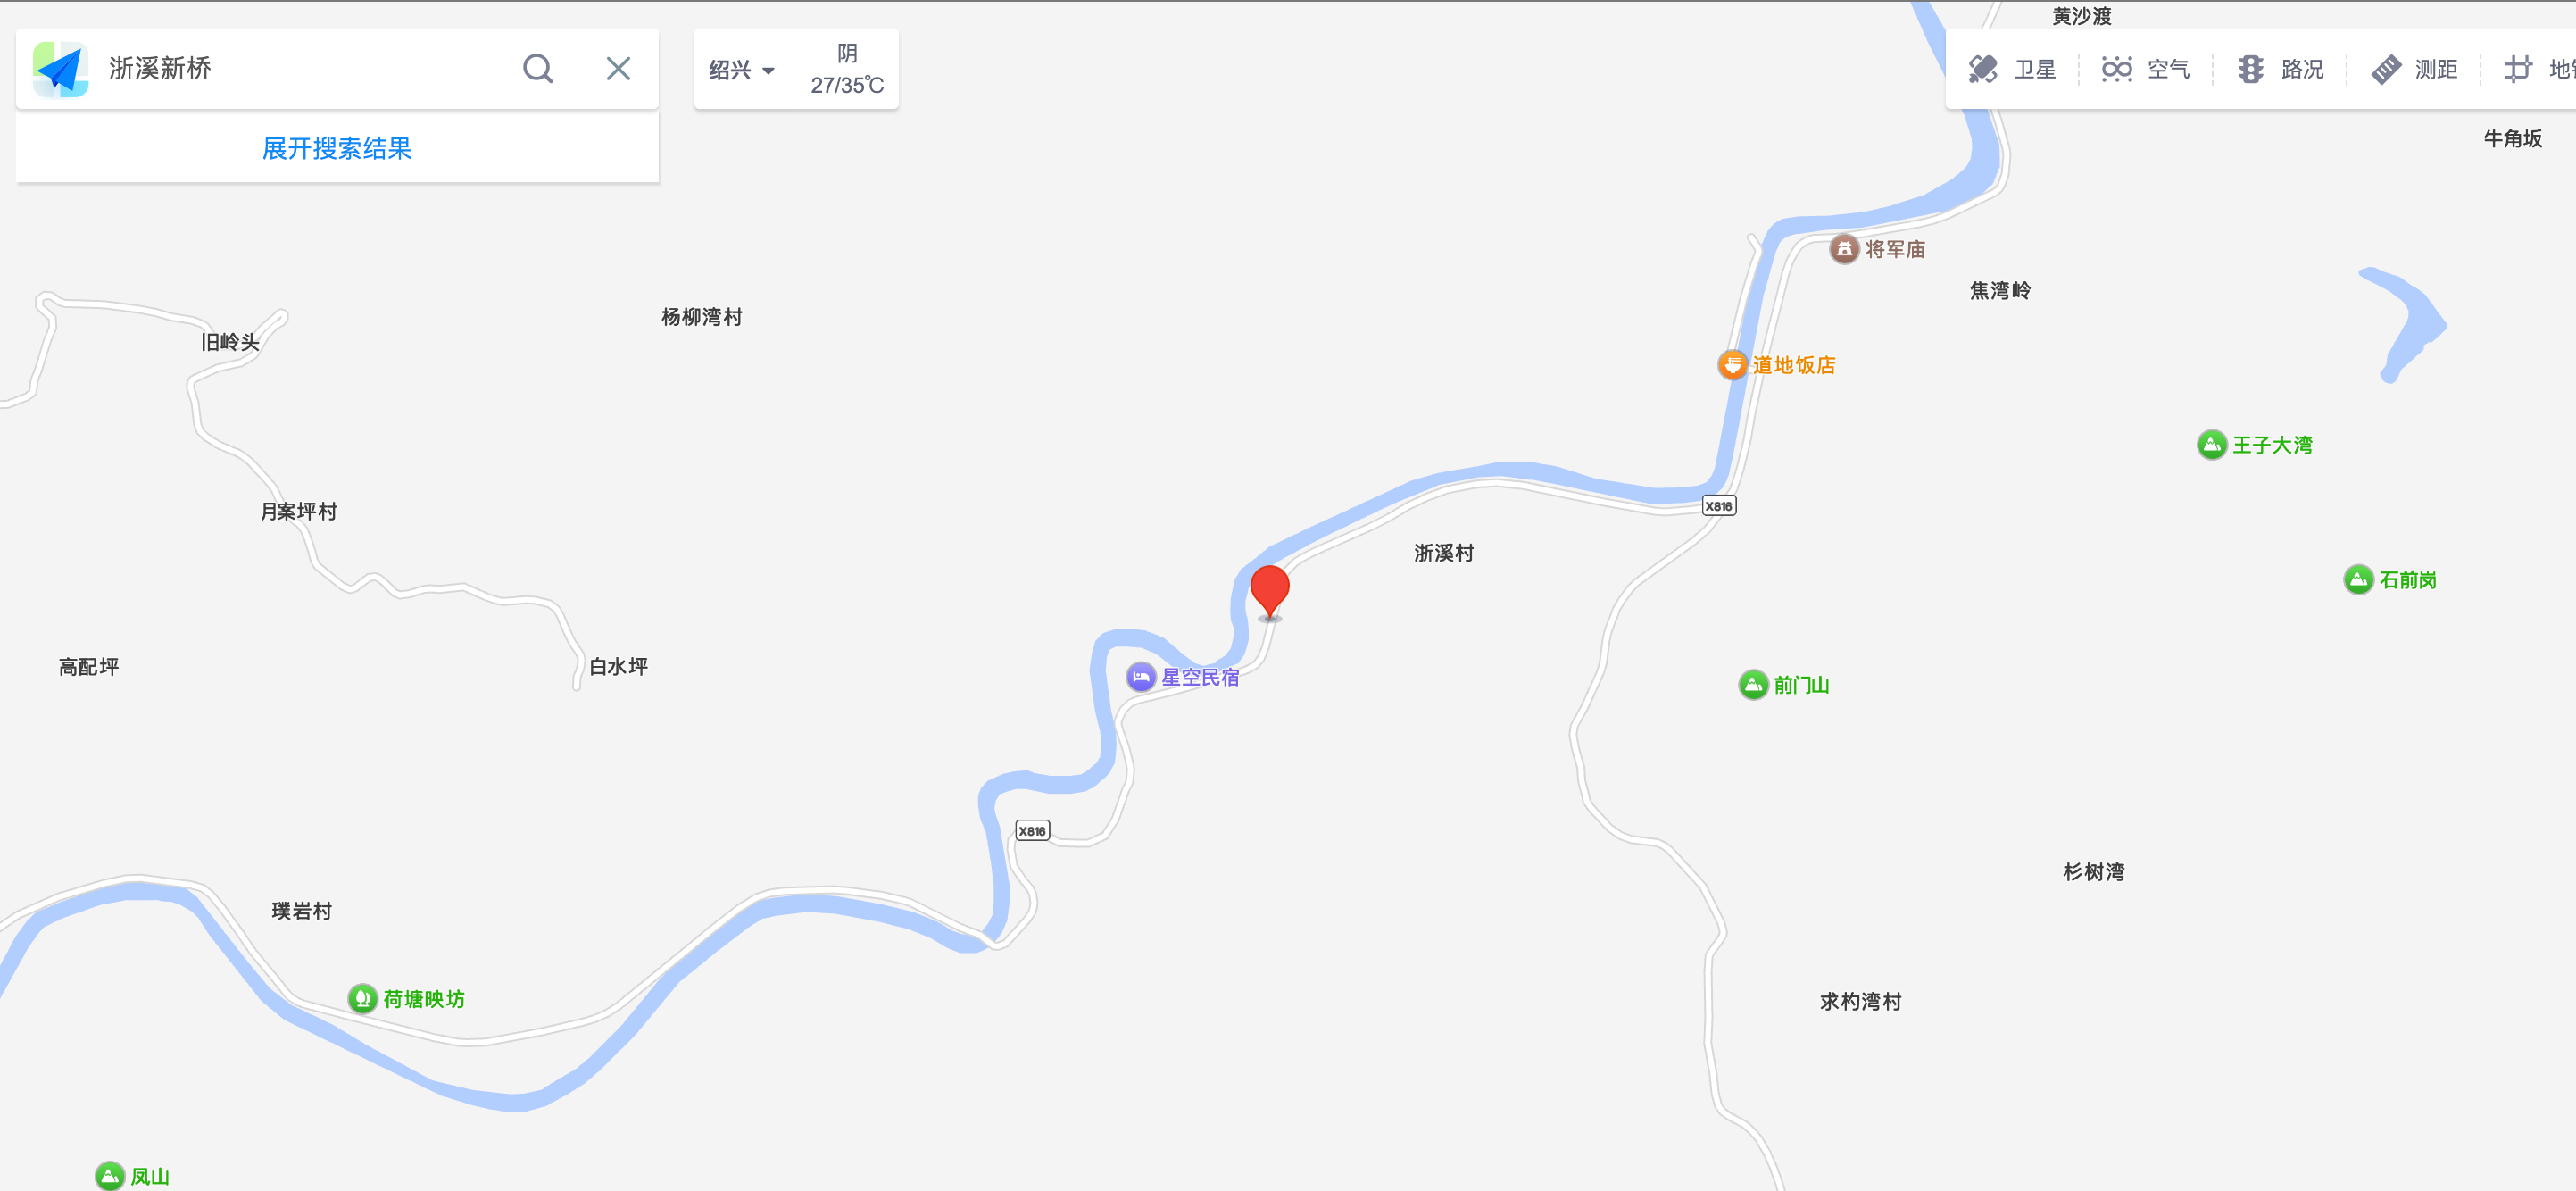 黄沙渡
浙溪新桥
绍兴
阴
27/35℃
卫星
空气
路况
测距
展开搜索结果
牛角坂
将军庙
焦湾岭
杨柳湾村
旧岭头
道地饭店
王子大湾
X816
月案坪村
浙溪村
石前岗
高配坪
白水坪
星空民宿
前门山
X816
杉树湾
璞岩村
荷塘映坊
求杓湾村
凤山